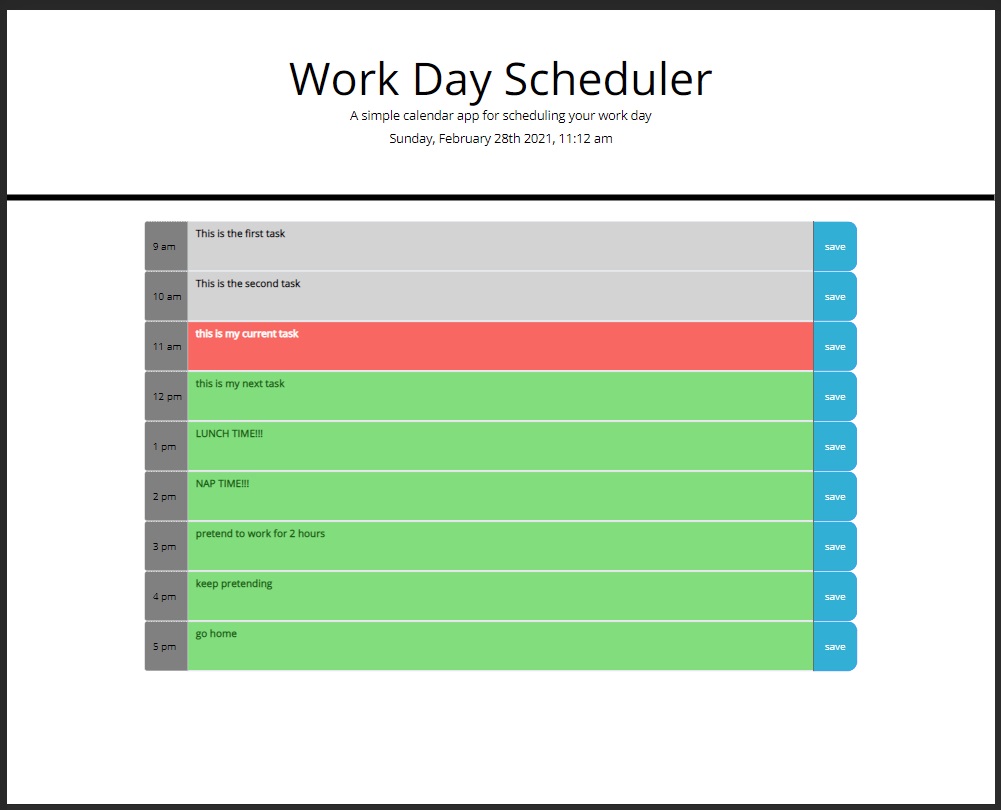 Work Day Scheduler
A simple calendar app for scheduling your work day
Sunday, February 28th 2021, 11:12 am
9 am This is the first task save
10 am This is the second task save
11 am this is my current task save
12 pm this is my next task save
1 pm LUNCH TIME!!! save
2 pm NAP TIME!!! save
3 pm pretend to work for 2 hours save
4 pm keep pretending save
5 pm go home save